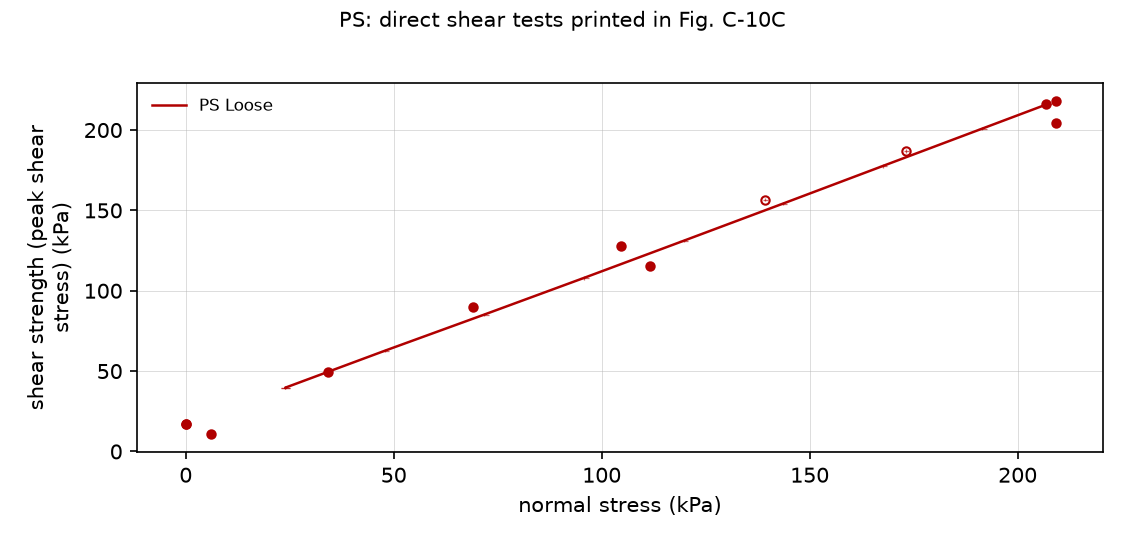 PS: direct shear tests printed in Fig. C-10C
PS Loose
shear strength (peak shear
stress) (kPa)
200
150
100
50
0
0 50 100 150 200
normal stress (kPa)